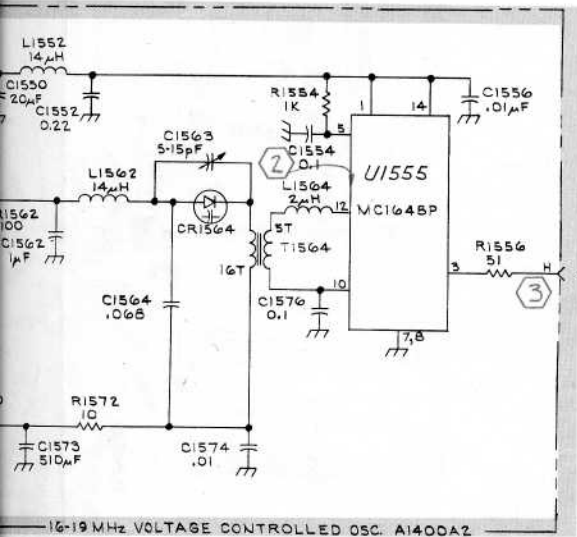 L1552
14µH
C1550
20µF
C1552
0.22
R1554
1K
1
14
C1556
.01µF
5
C1554
0.1
C1563
5-15pF
2
U1555
MC1648P
L1562
14µH
L1564
2µH
12
R1562
100
C1562
1µF
CR1564
5T
T1564
16T
10
3
R1556
51
H
3
C1564
.068
C1576
0.1
7,8
R1572
10
C1573
510µF
C1574
.01
16-19 MHz VOLTAGE CONTROLLED OSC. A1400A2